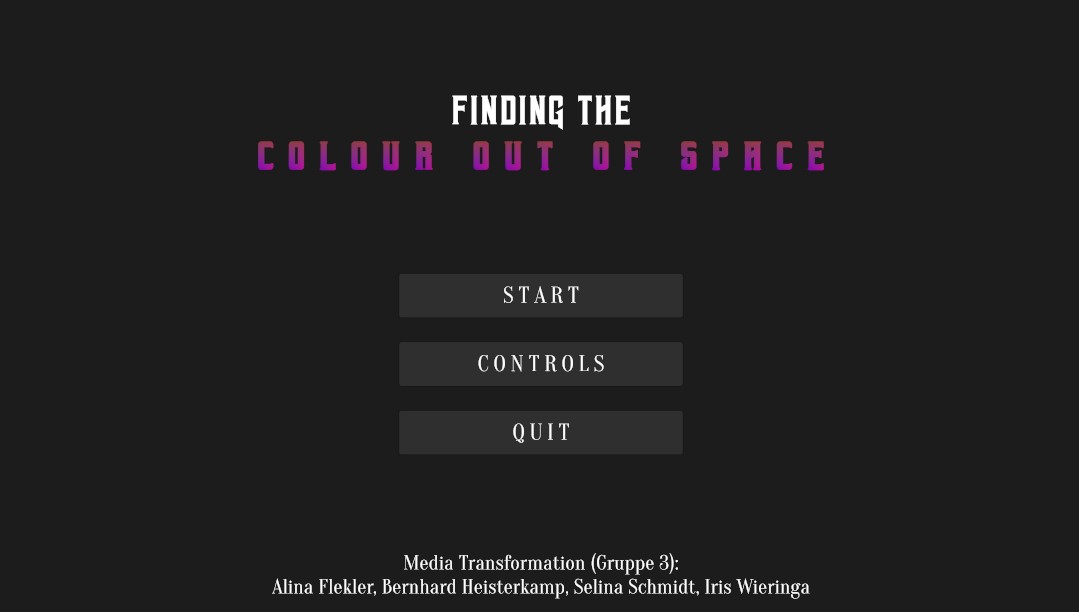 FINDING THE
COLOUR OUT OF SPACE
START
CONTROLS
QUIT
Media Transformation (Gruppe 3):
Alina Flekler, Bernhard Heisterkamp, Selina Schmidt, Iris Wieringa